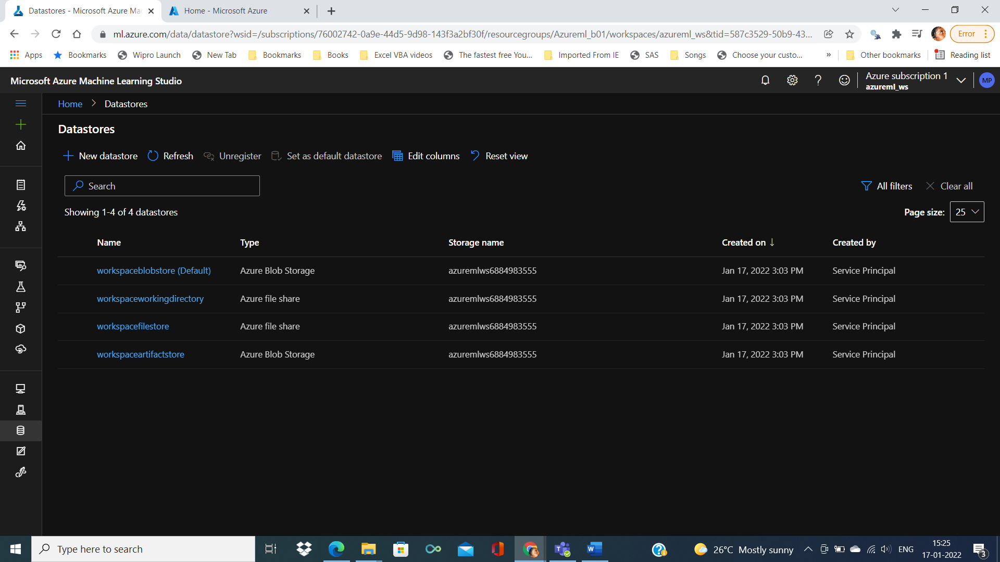 Datastores - Microsoft Azure Mac
Home - Microsoft Azure
ml.azure.com/data/datastore?wsid=/subscriptions/76002742-0a9e-44d5-9d98-143f3a2bf30f/resourcegroups/Azureml_b01/workspaces/azureml_ws&tid=587c3529-50b9-43...
Error
Apps Bookmarks Wipro Launch New Tab Bookmarks Books Excel VBA videos The fastest free You... Imported From IE SAS Songs Choose your custo... » Other bookmarks Reading list
Microsoft Azure Machine Learning Studio
Azure subscription 1
azureml_ws
MP
Home > Datastores
Datastores
New datastore Refresh Unregister Set as default datastore Edit columns Reset view
Search
All filters Clear all
Showing 1-4 of 4 datastores
Page size: 25
Name Type Storage name Created on ↓ Created by
workspaceblobstore (Default) Azure Blob Storage azuremlws6884983555 Jan 17, 2022 3:03 PM Service Principal
workspaceworkingdirectory Azure file share azuremlws6884983555 Jan 17, 2022 3:03 PM Service Principal
workspacefilestore Azure file share azuremlws6884983555 Jan 17, 2022 3:03 PM Service Principal
workspaceartifactstore Azure Blob Storage azuremlws6884983555 Jan 17, 2022 3:03 PM Service Principal
Type here to search
26°C Mostly sunny
ENG
15:25
17-01-2022
3